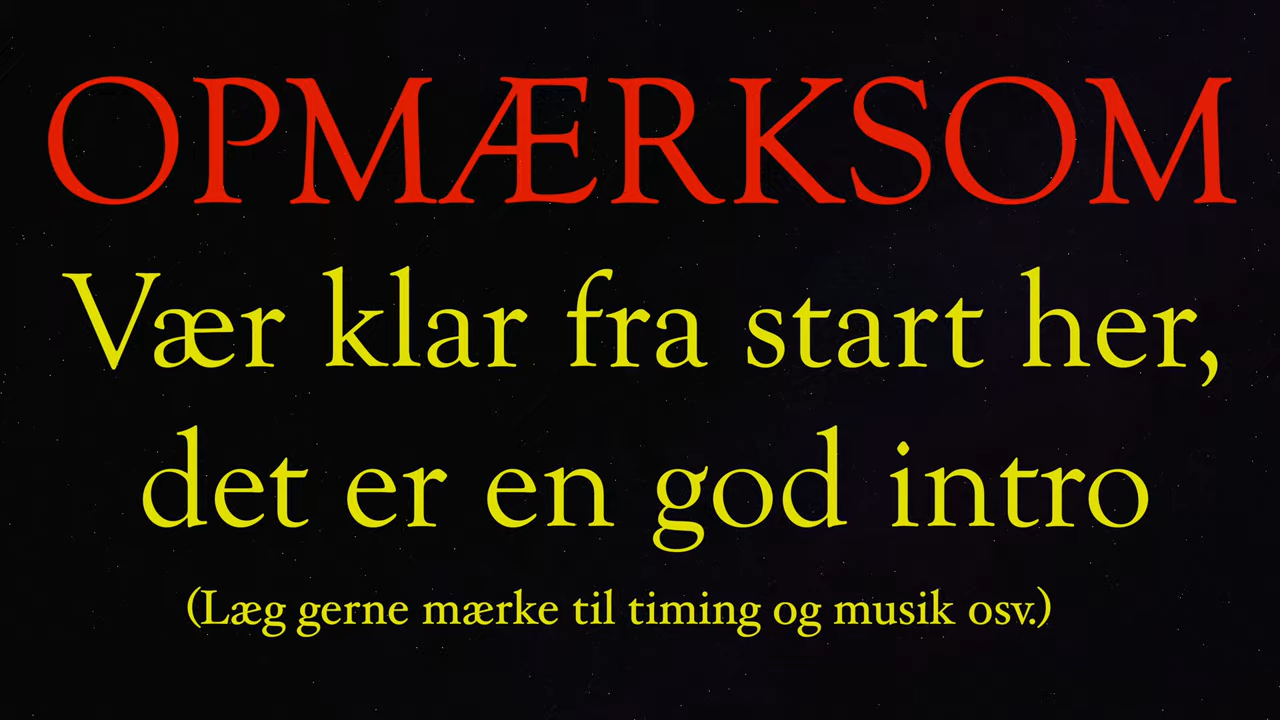 OPMÆRKSOM
Vær klar fra start her,
det er en god intro
(Læg gerne mærke til timing og musik osv.)